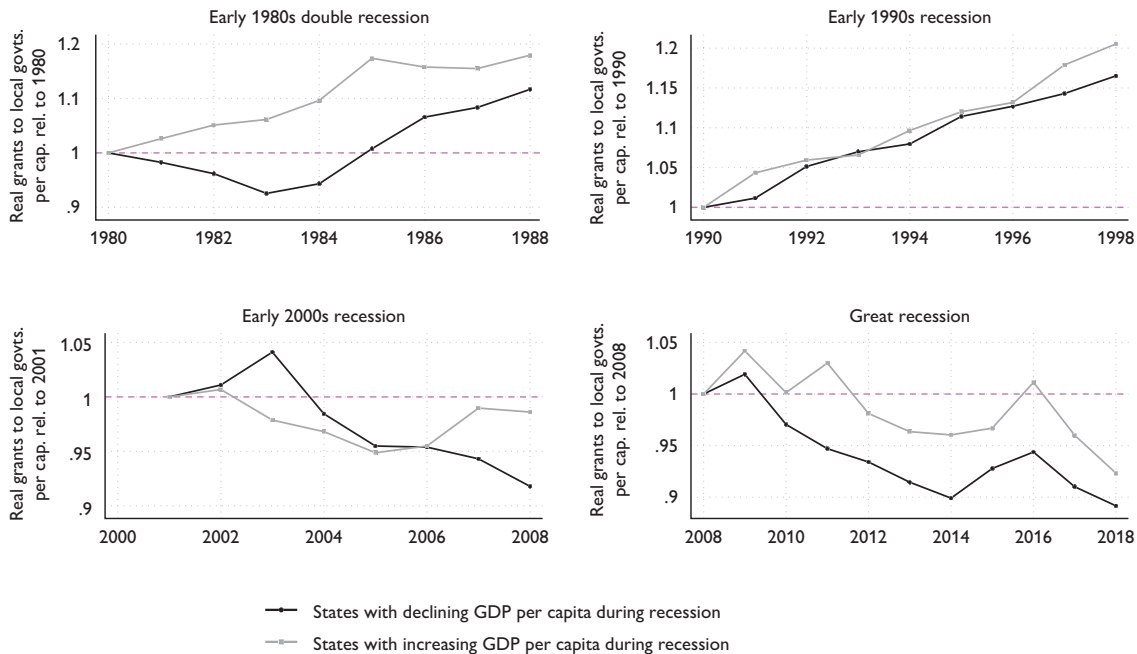 Early 1980s double recession
Real grants to local govts.
per cap. rel. to 1980
1.2
1.1
1
.9
1980 1982 1984 1986 1988
Early 1990s recession
Real grants to local govts.
per cap. rel. to 1990
1.2
1.15
1.1
1.05
1
1990 1992 1994 1996 1998
Early 2000s recession
Real grants to local govts.
per cap. rel. to 2001
1.05
1
.95
.9
2000 2002 2004 2006 2008
Great recession
Real grants to local govts.
per cap. rel. to 2008
1.05
1
.95
.9
2008 2010 2012 2014 2016 2018
States with declining GDP per capita during recession
States with increasing GDP per capita during recession